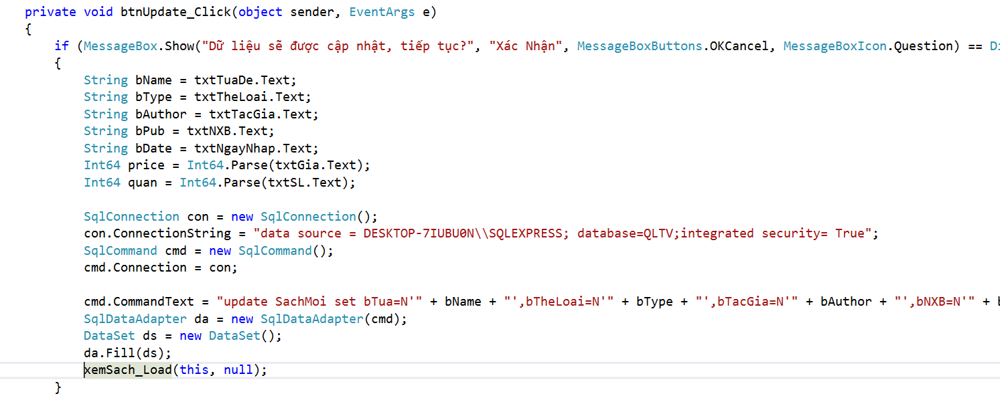 private void btnUpdate_Click(object sender, EventArgs e)
{
if (MessageBox.Show("Dữ liệu sẽ được cập nhật, tiếp tục?", "Xác Nhận", MessageBoxButtons.OKCancel, MessageBoxIcon.Question) ==
{
String bName = txtTuaDe.Text;
String bType = txtTheLoai.Text;
String bAuthor = txtTacGia.Text;
String bPub = txtNXB.Text;
String bDate = txtNgayNhap.Text;
Int64 price = Int64.Parse(txtGia.Text);
Int64 quan = Int64.Parse(txtSL.Text);
SqlConnection con = new SqlConnection();
con.ConnectionString = "data source = DESKTOP-7IUBU0N\\SQLEXPRESS; database=QLTV;integrated security= True";
SqlCommand cmd = new SqlCommand();
cmd.Connection = con;
cmd.CommandText = "update SachMoi set bTua=N'" + bName + "',bTheLoai=N'" + bType + "',bTacGia=N'" + bAuthor + "',bNXB=N'" +
SqlDataAdapter da = new SqlDataAdapter(cmd);
DataSet ds = new DataSet();
da.Fill(ds);
xemSach_Load(this, null);
}